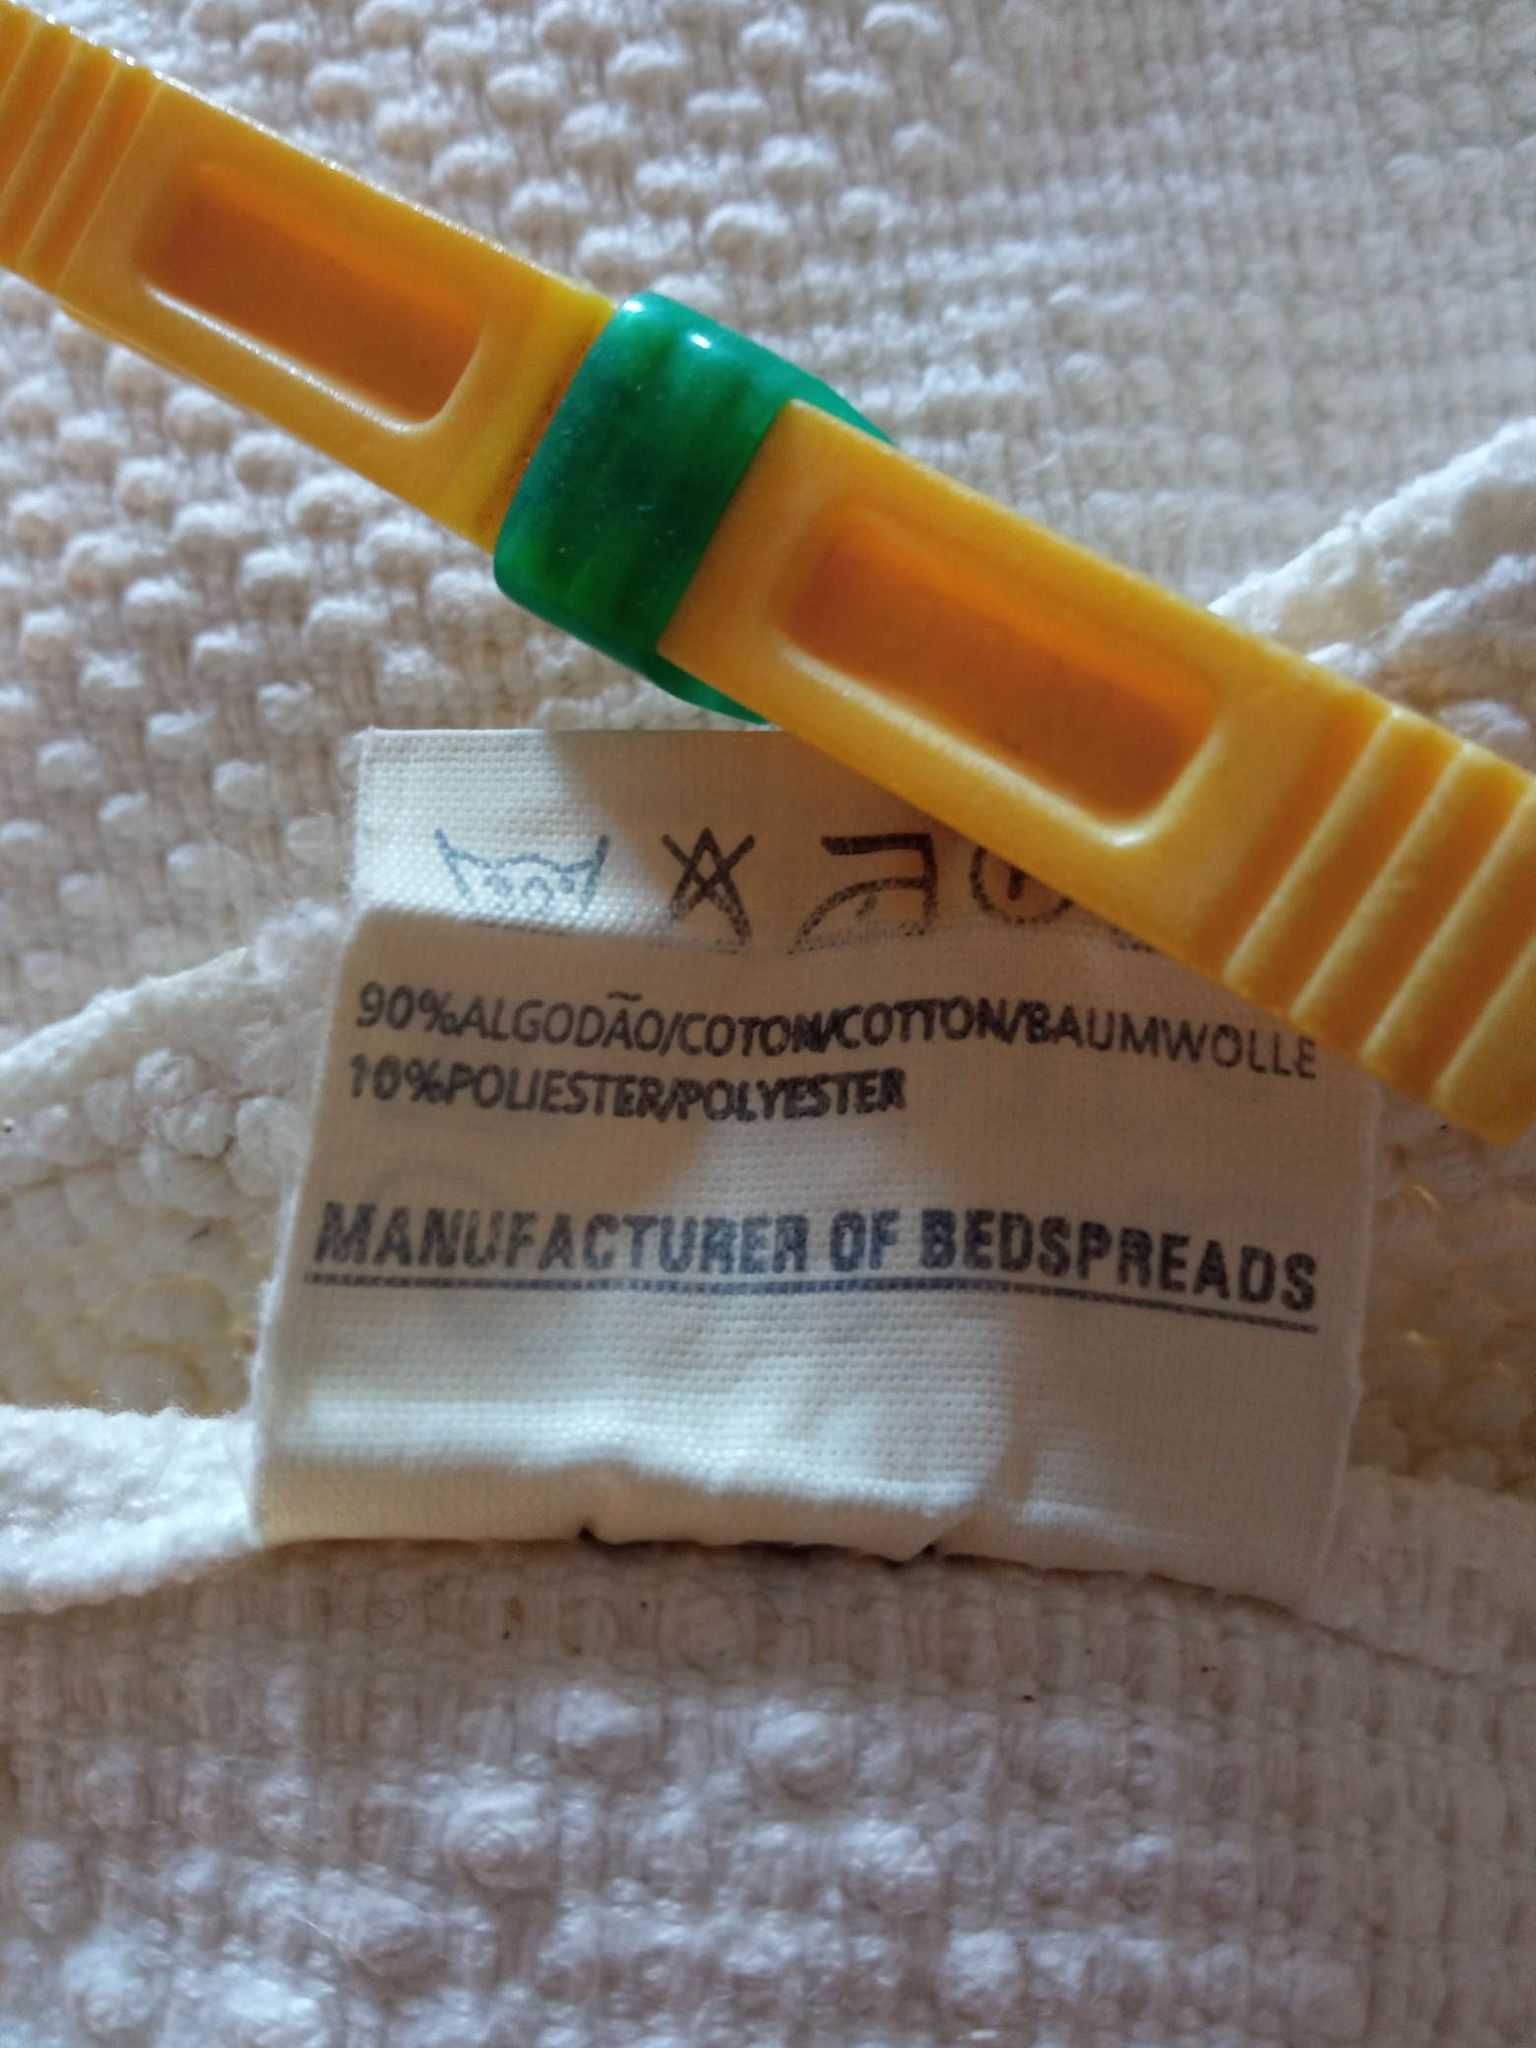 90%ALGODÃO/COTON/COTTON/BAUMWOLLE
10%POLIESTER/POLYESTER
MANUFACTURER OF BEDSPREADS